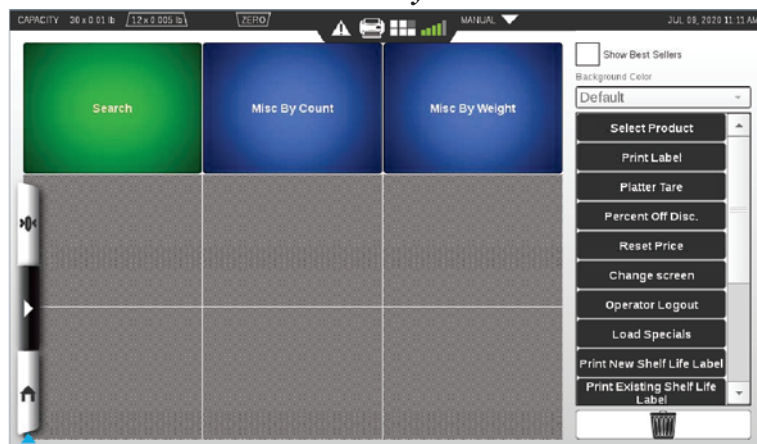 CAPACITY 30 x 0.01 lb 12 x 0.005 lb ZERO MANUAL JUL 09, 2020 11:11 AM
Show Best Sellers
Background Color
Default
Search
Misc By Count
Misc By Weight
Select Product
Print Label
Platter Tare
Percent Off Disc.
Reset Price
Change screen
Operator Logout
Load Specials
Print New Shelf Life Label
Print Existing Shelf Life
Label
>0<